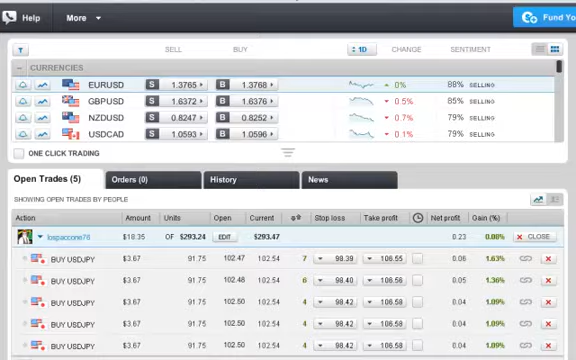 Help More Fund Yo
SELL BUY 1D CHANGE SENTIMENT
CURRENCIES
EURUSD S 1.3765 B 1.3768 0% 88% SELLING
GBPUSD S 1.6372 B 1.6376 0.5% 85% SELLING
NZDUSD S 0.8247 B 0.8252 0.7% 79% SELLING
USDCAD S 1.0593 B 1.0596 0.1% 79% SELLING
ONE CLICK TRADING
Open Trades (5) Orders (0) History News
SHOWING OPEN TRADES BY PEOPLE
Action Amount Units Open Current Stop loss Take profit Net profit Gain (%)
lospaccone76 $18.35 OF $293.24 EDIT $293.47 0.23 0.08% CLOSE
BUY USDJPY $3.67 91.75 102.47 102.54 7 98.39 106.55 0.06 1.63%
BUY USDJPY $3.67 91.75 102.48 102.54 6 98.40 106.56 0.05 1.36%
BUY USDJPY $3.67 91.75 102.50 102.54 4 98.42 106.58 0.04 1.09%
BUY USDJPY $3.67 91.75 102.50 102.54 4 98.42 106.58 0.04 1.09%
BUY USDJPY $3.67 91.75 102.50 102.54 4 98.42 106.58 0.04 1.09%